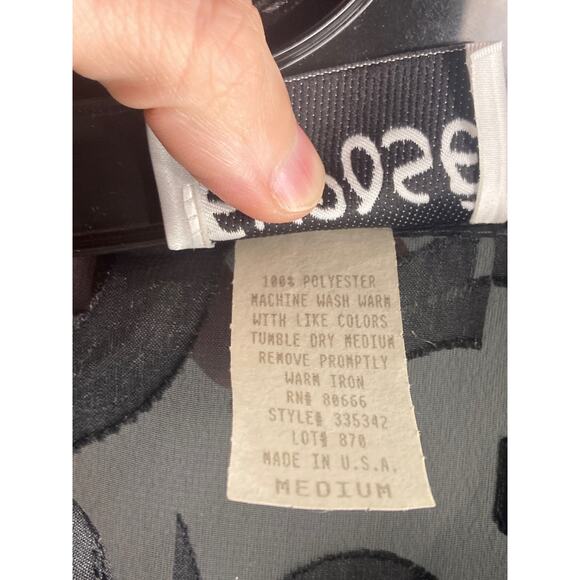 100% POLYESTER
MACHINE WASH WARM
WITH LIKE COLORS
TUMBLE DRY MEDIUM
REMOVE PROMPTLY
WARM IRON
RN# 80666
STYLE# 335342
LOT# 870
MADE IN U.S.A.
MEDIUM